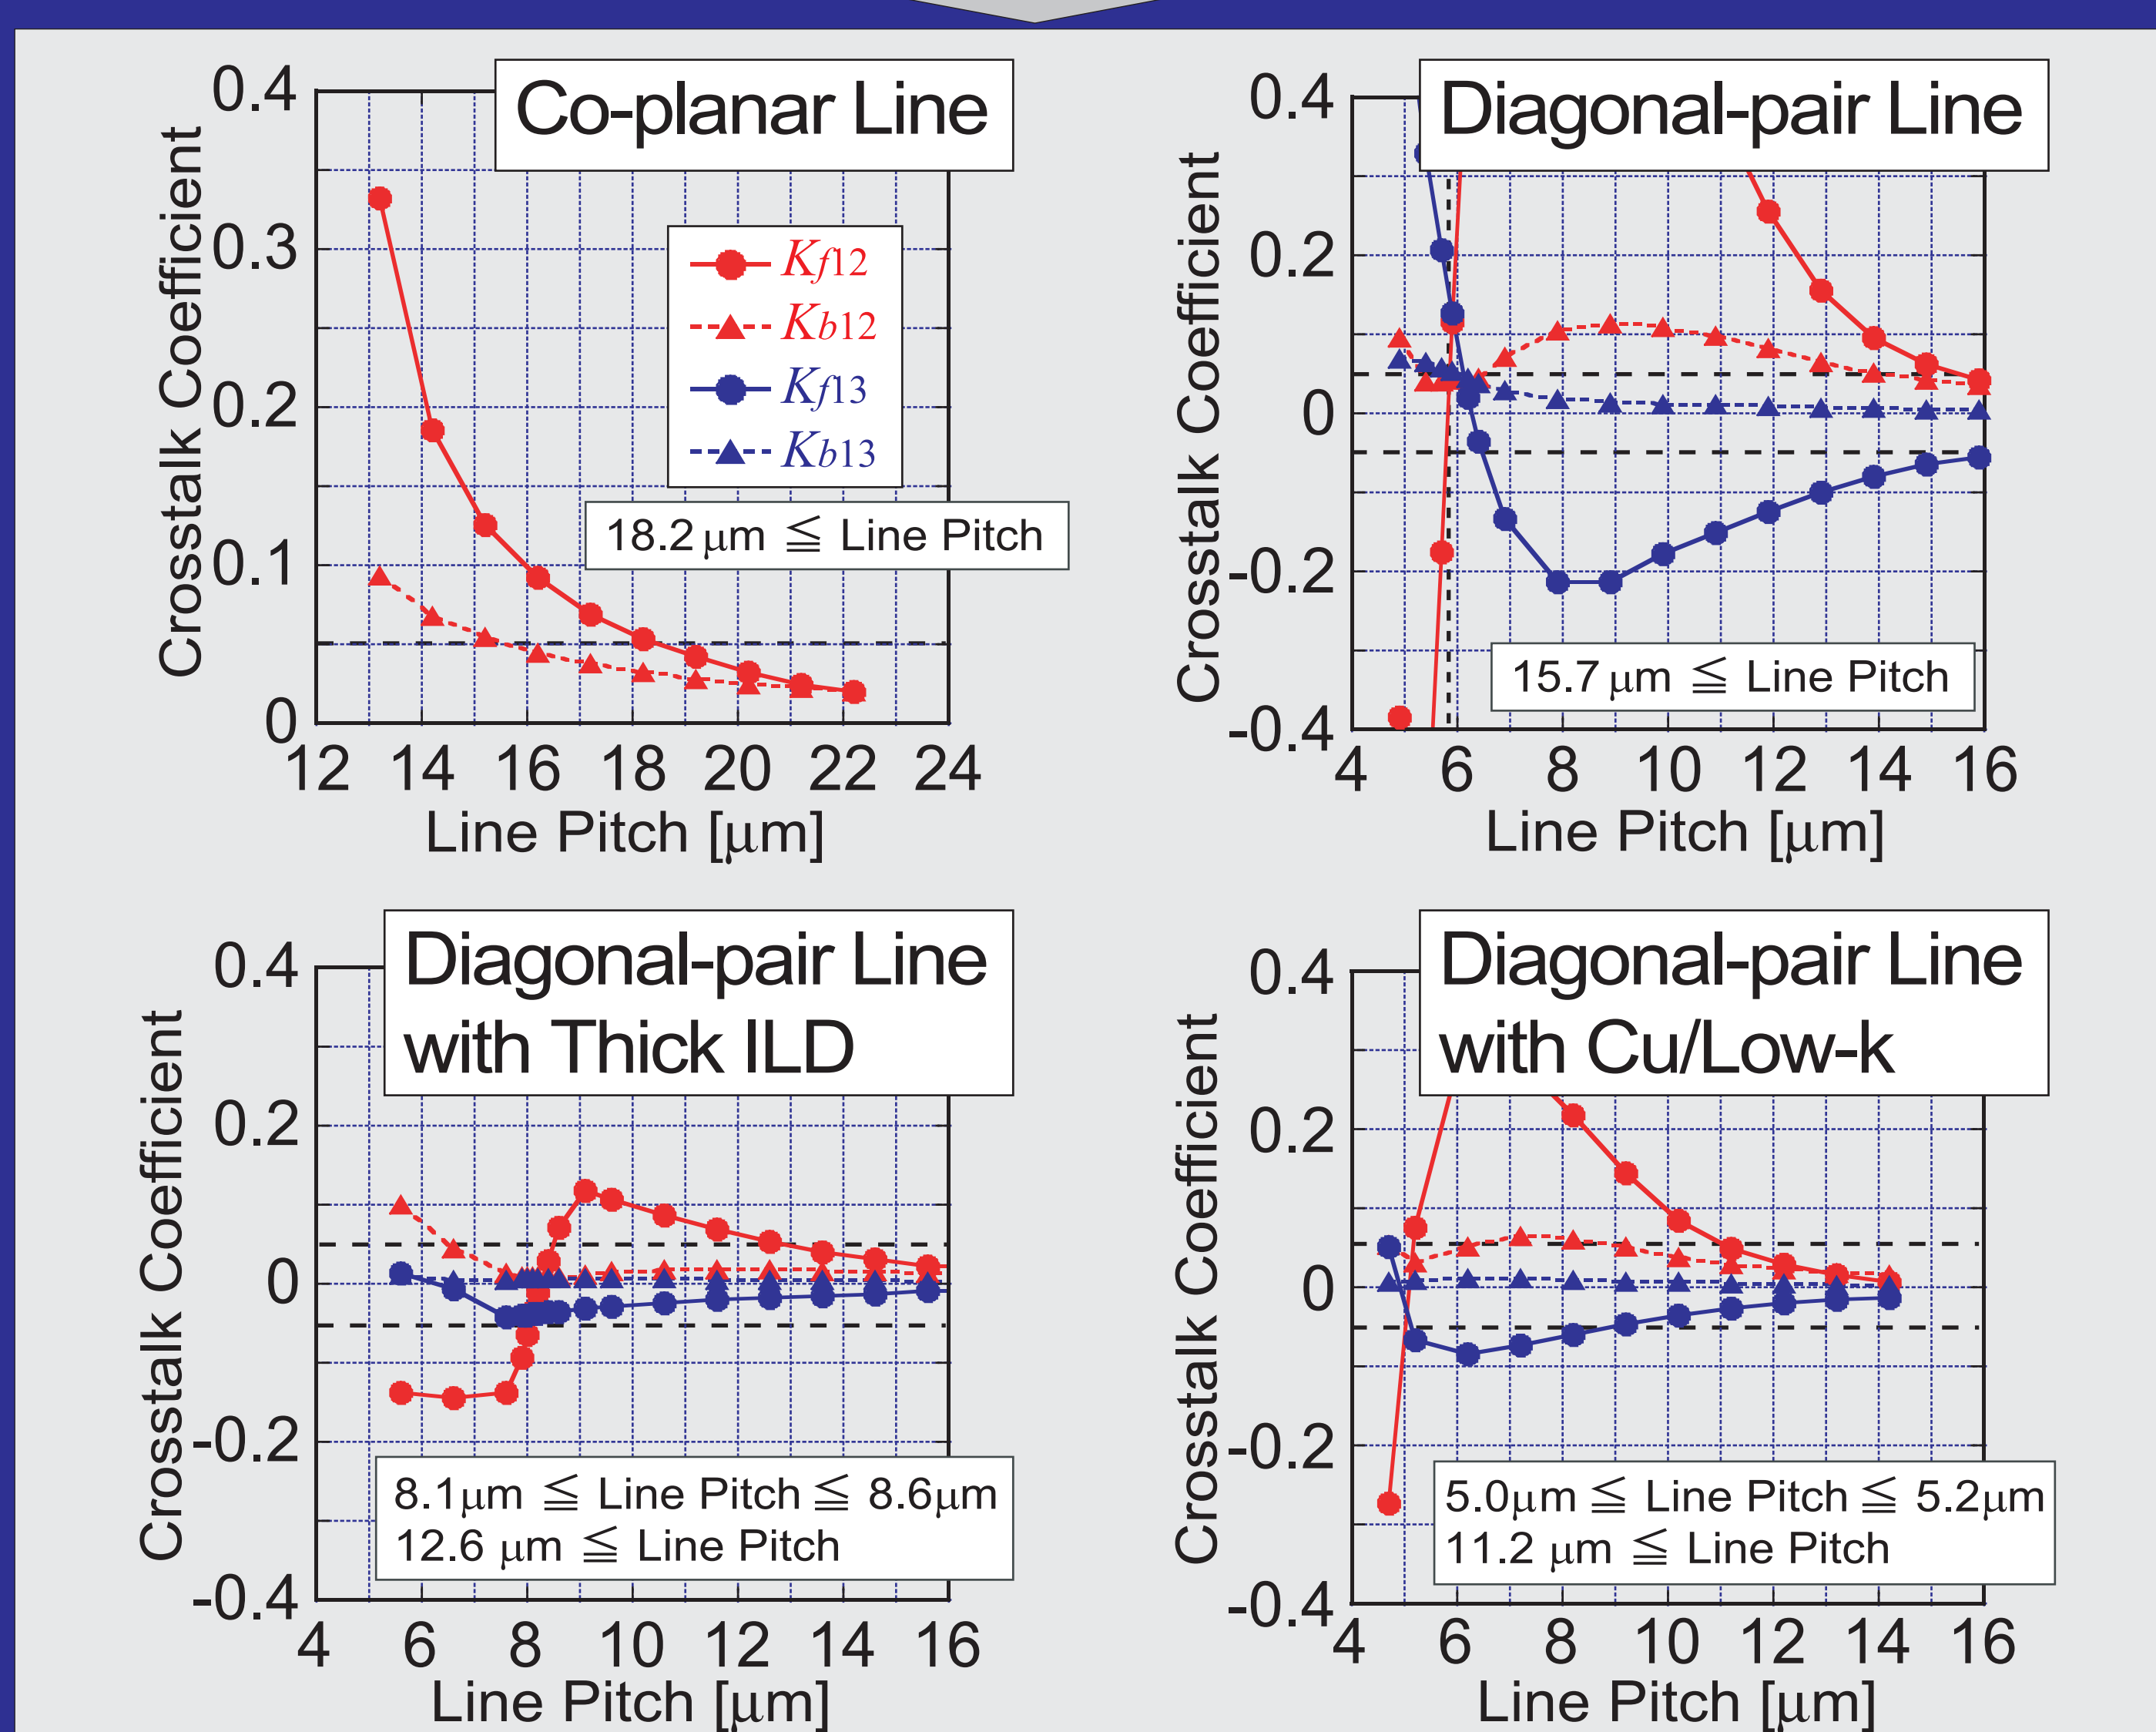 Co-planar Line
Crosstalk Coefficient
0.4
0.3
0.2
0.1
0
Kf12
Kb12
Kf13
Kb13
18.2 μm ≦ Line Pitch
12 14 16 18 20 22 24
Line Pitch [μm]
Diagonal-pair Line
Crosstalk Coefficient
0.4
0.2
0
-0.2
-0.4
15.7 μm ≦ Line Pitch
4 6 8 10 12 14 16
Line Pitch [μm]
Diagonal-pair Line
with Thick ILD
Crosstalk Coefficient
0.4
0.2
0
-0.2
-0.4
8.1μm ≦ Line Pitch ≦ 8.6μm
12.6 μm ≦ Line Pitch
4 6 8 10 12 14 16
Line Pitch [μm]
Diagonal-pair Line
with Cu/Low-k
Crosstalk Coefficient
0.4
0.2
0
-0.2
-0.4
5.0μm ≦ Line Pitch ≦ 5.2μm
11.2 μm ≦ Line Pitch
4 6 8 10 12 14 16
Line Pitch [μm]